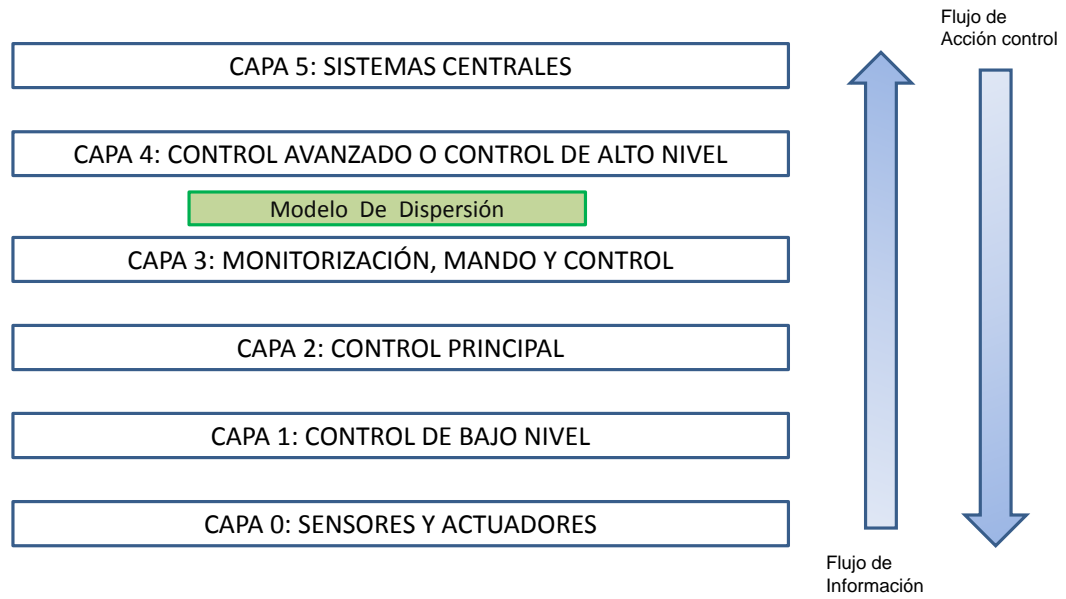 Flujo de
Acción control
CAPA 5: SISTEMAS CENTRALES
CAPA 4: CONTROL AVANZADO O CONTROL DE ALTO NIVEL
Modelo De Dispersión
CAPA 3: MONITORIZACIÓN, MANDO Y CONTROL
CAPA 2: CONTROL PRINCIPAL
CAPA 1: CONTROL DE BAJO NIVEL
CAPA 0: SENSORES Y ACTUADORES
Flujo de
Información